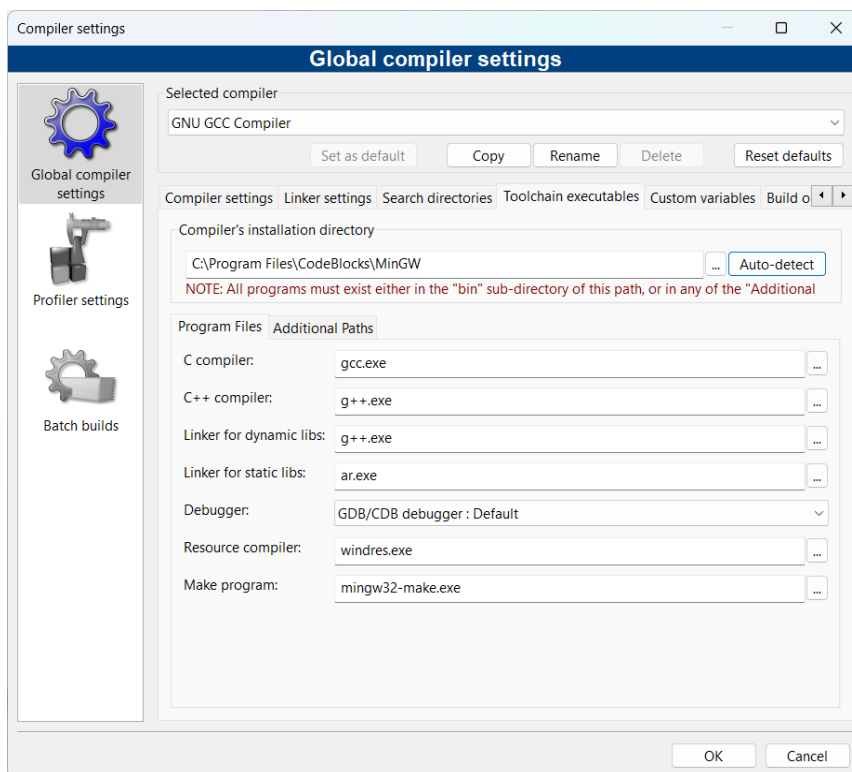 Compiler settings
Global compiler settings
Global compiler
settings
Profiler settings
Batch builds
Selected compiler
GNU GCC Compiler
Set as default
Copy
Rename
Delete
Reset defaults
Compiler settings
Linker settings
Search directories
Toolchain executables
Custom variables
Build o
Compiler's installation directory
C:\Program Files\CodeBlocks\MinGW
...
Auto-detect
NOTE: All programs must exist either in the "bin" sub-directory of this path, or in any of the "Additional
Program Files
Additional Paths
C compiler:
gcc.exe
...
C++ compiler:
g++.exe
...
Linker for dynamic libs:
g++.exe
...
Linker for static libs:
ar.exe
...
Debugger:
GDB/CDB debugger : Default
Resource compiler:
windres.exe
...
Make program:
mingw32-make.exe
...
OK
Cancel